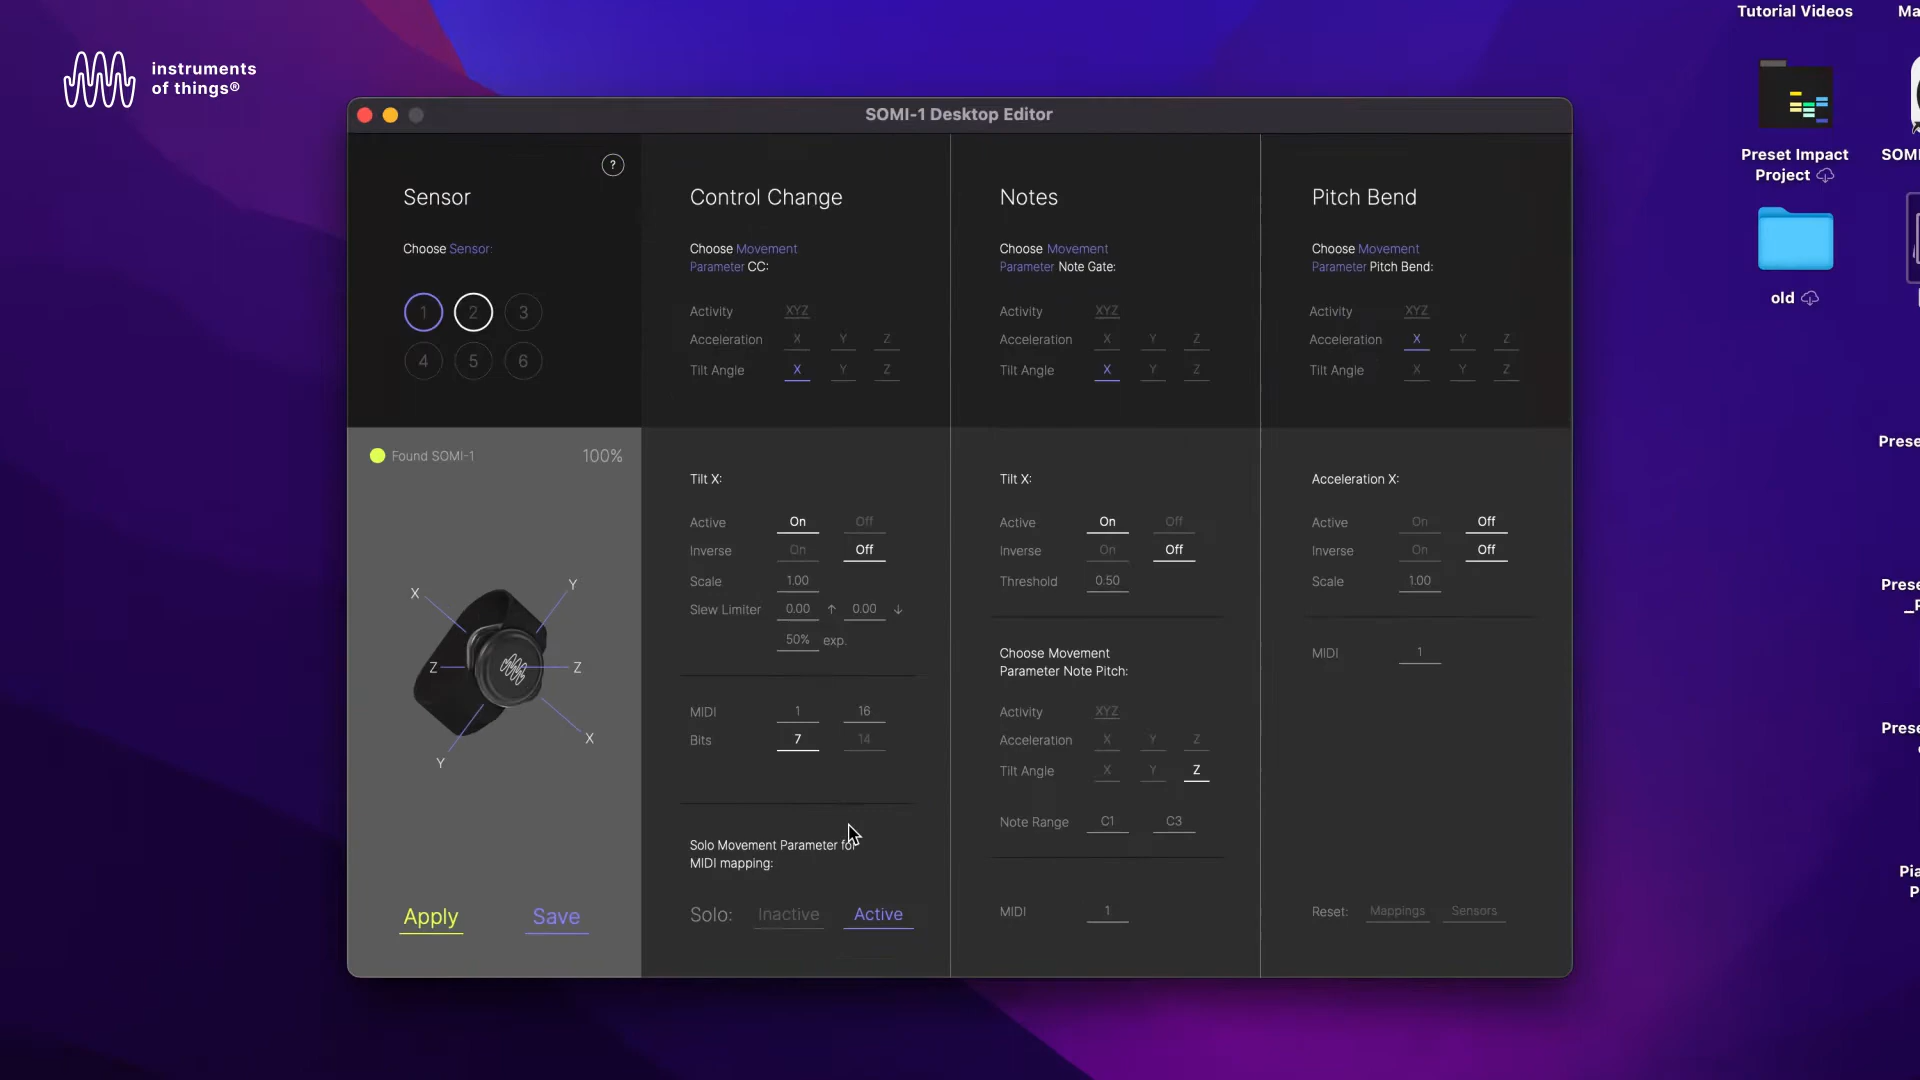 instruments
of things®
Tutorial Videos
Ma
Preset Impact
Project
SOMI
old
Prese
Prese
_P
Prese
Pia
P
SOMI-1 Desktop Editor
?
Sensor
Choose Sensor:
1 2 3
4 5 6
Found SOMI-1 100%
X Y
Z Z
X
Y
Apply Save
Control Change
Choose Movement
Parameter CC:
Activity XYZ
Acceleration X Y Z
Tilt Angle X Y Z
Tilt X:
Active On Off
Inverse On Off
Scale 1.00
Slew Limiter 0.00 ↑ 0.00 ↓
50% exp.
MIDI 1 16
Bits 7 14
Solo Movement Parameter for
MIDI mapping:
Solo: Inactive Active
Notes
Choose Movement
Parameter Note Gate:
Activity XYZ
Acceleration X Y Z
Tilt Angle X Y Z
Tilt X:
Active On Off
Inverse On Off
Threshold 0.50
Choose Movement
Parameter Note Pitch:
Activity XYZ
Acceleration X Y Z
Tilt Angle X Y Z
Note Range C1 C3
MIDI 1
Pitch Bend
Choose Movement
Parameter Pitch Bend:
Activity XYZ
Acceleration X Y Z
Tilt Angle X Y Z
Acceleration X:
Active On Off
Inverse On Off
Scale 1.00
MIDI 1
Reset: Mappings Sensors